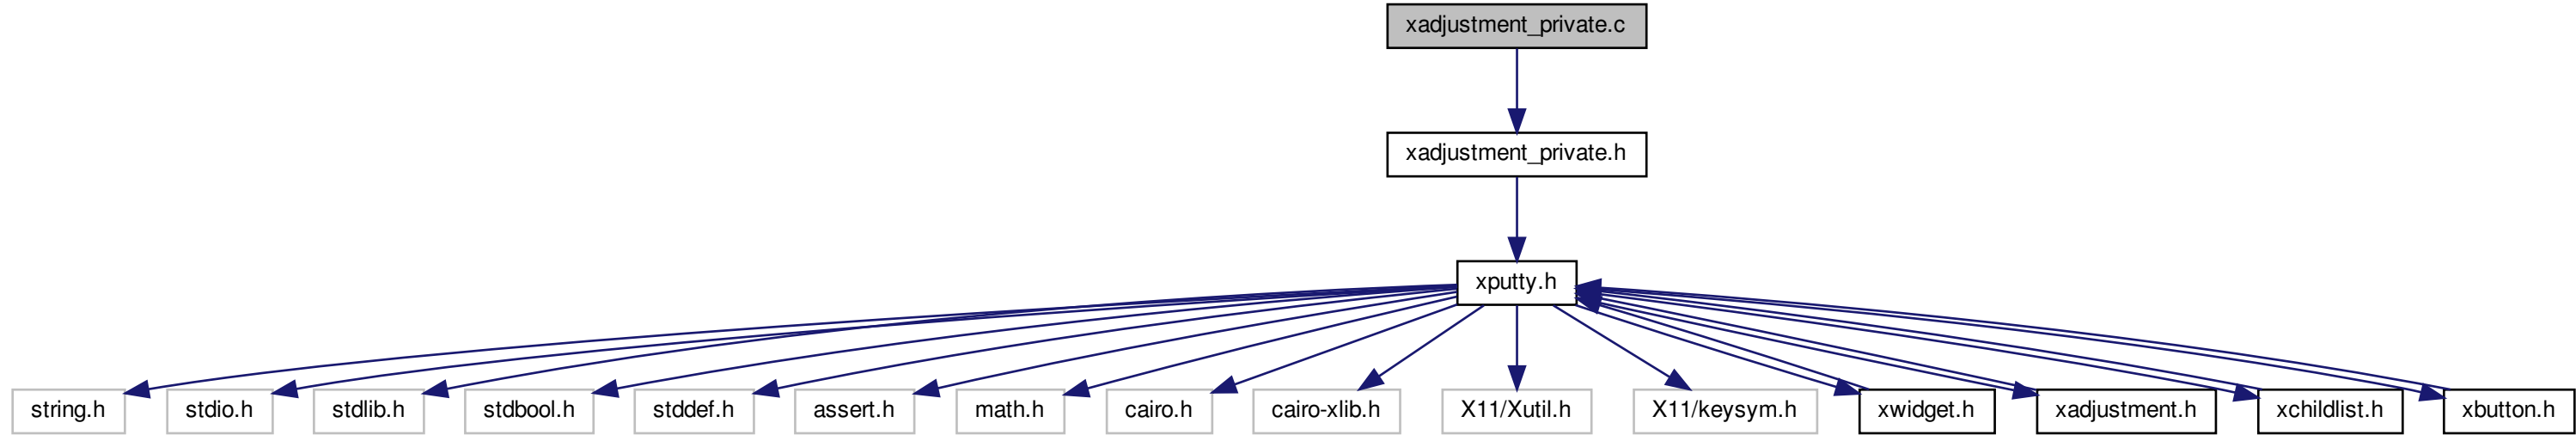 xadjustment_private.c
xadjustment_private.h
xputty.h
string.h
stdio.h
stdlib.h
stdbool.h
stddef.h
assert.h
math.h
cairo.h
cairo-xlib.h
X11/Xutil.h
X11/keysym.h
xwidget.h
xadjustment.h
xchildlist.h
xbutton.h